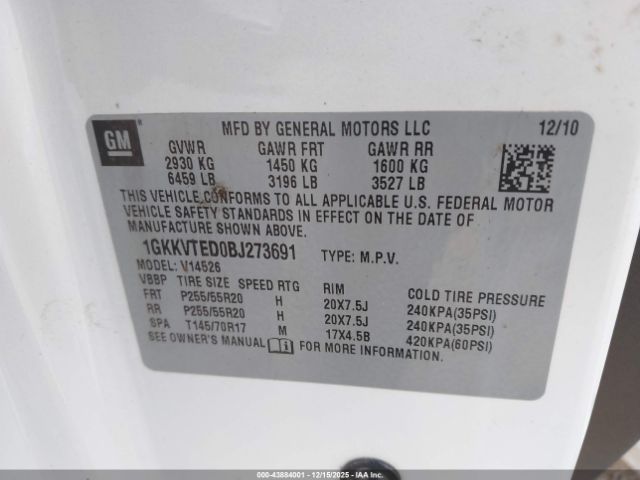 GM
MFD BY GENERAL MOTORS LLC 12/10
GVWR GAWR FRT GAWR RR
2930 KG 1450 KG 1600 KG
6459 LB 3196 LB 3527 LB
THIS VEHICLE CONFORMS TO ALL APPLICABLE U.S. FEDERAL MOTOR
VEHICLE SAFETY STANDARDS IN EFFECT ON THE DATE OF
MANUFACTURE SHOWN ABOVE.
1GKKVTED0BJ273691 TYPE: M.P.V.
MODEL: V14526
VBBP TIRE SIZE SPEED RTG RIM COLD TIRE PRESSURE
FRT P255/55R20 H 20X7.5J 240KPA(35PSI)
RR P255/55R20 H 20X7.5J 240KPA(35PSI)
SPA T145/70R17 M 17X4.5B 420KPA(60PSI)
SEE OWNER'S MANUAL FOR MORE INFORMATION.
000-43884001 - 12/15/2025 - IAA Inc.